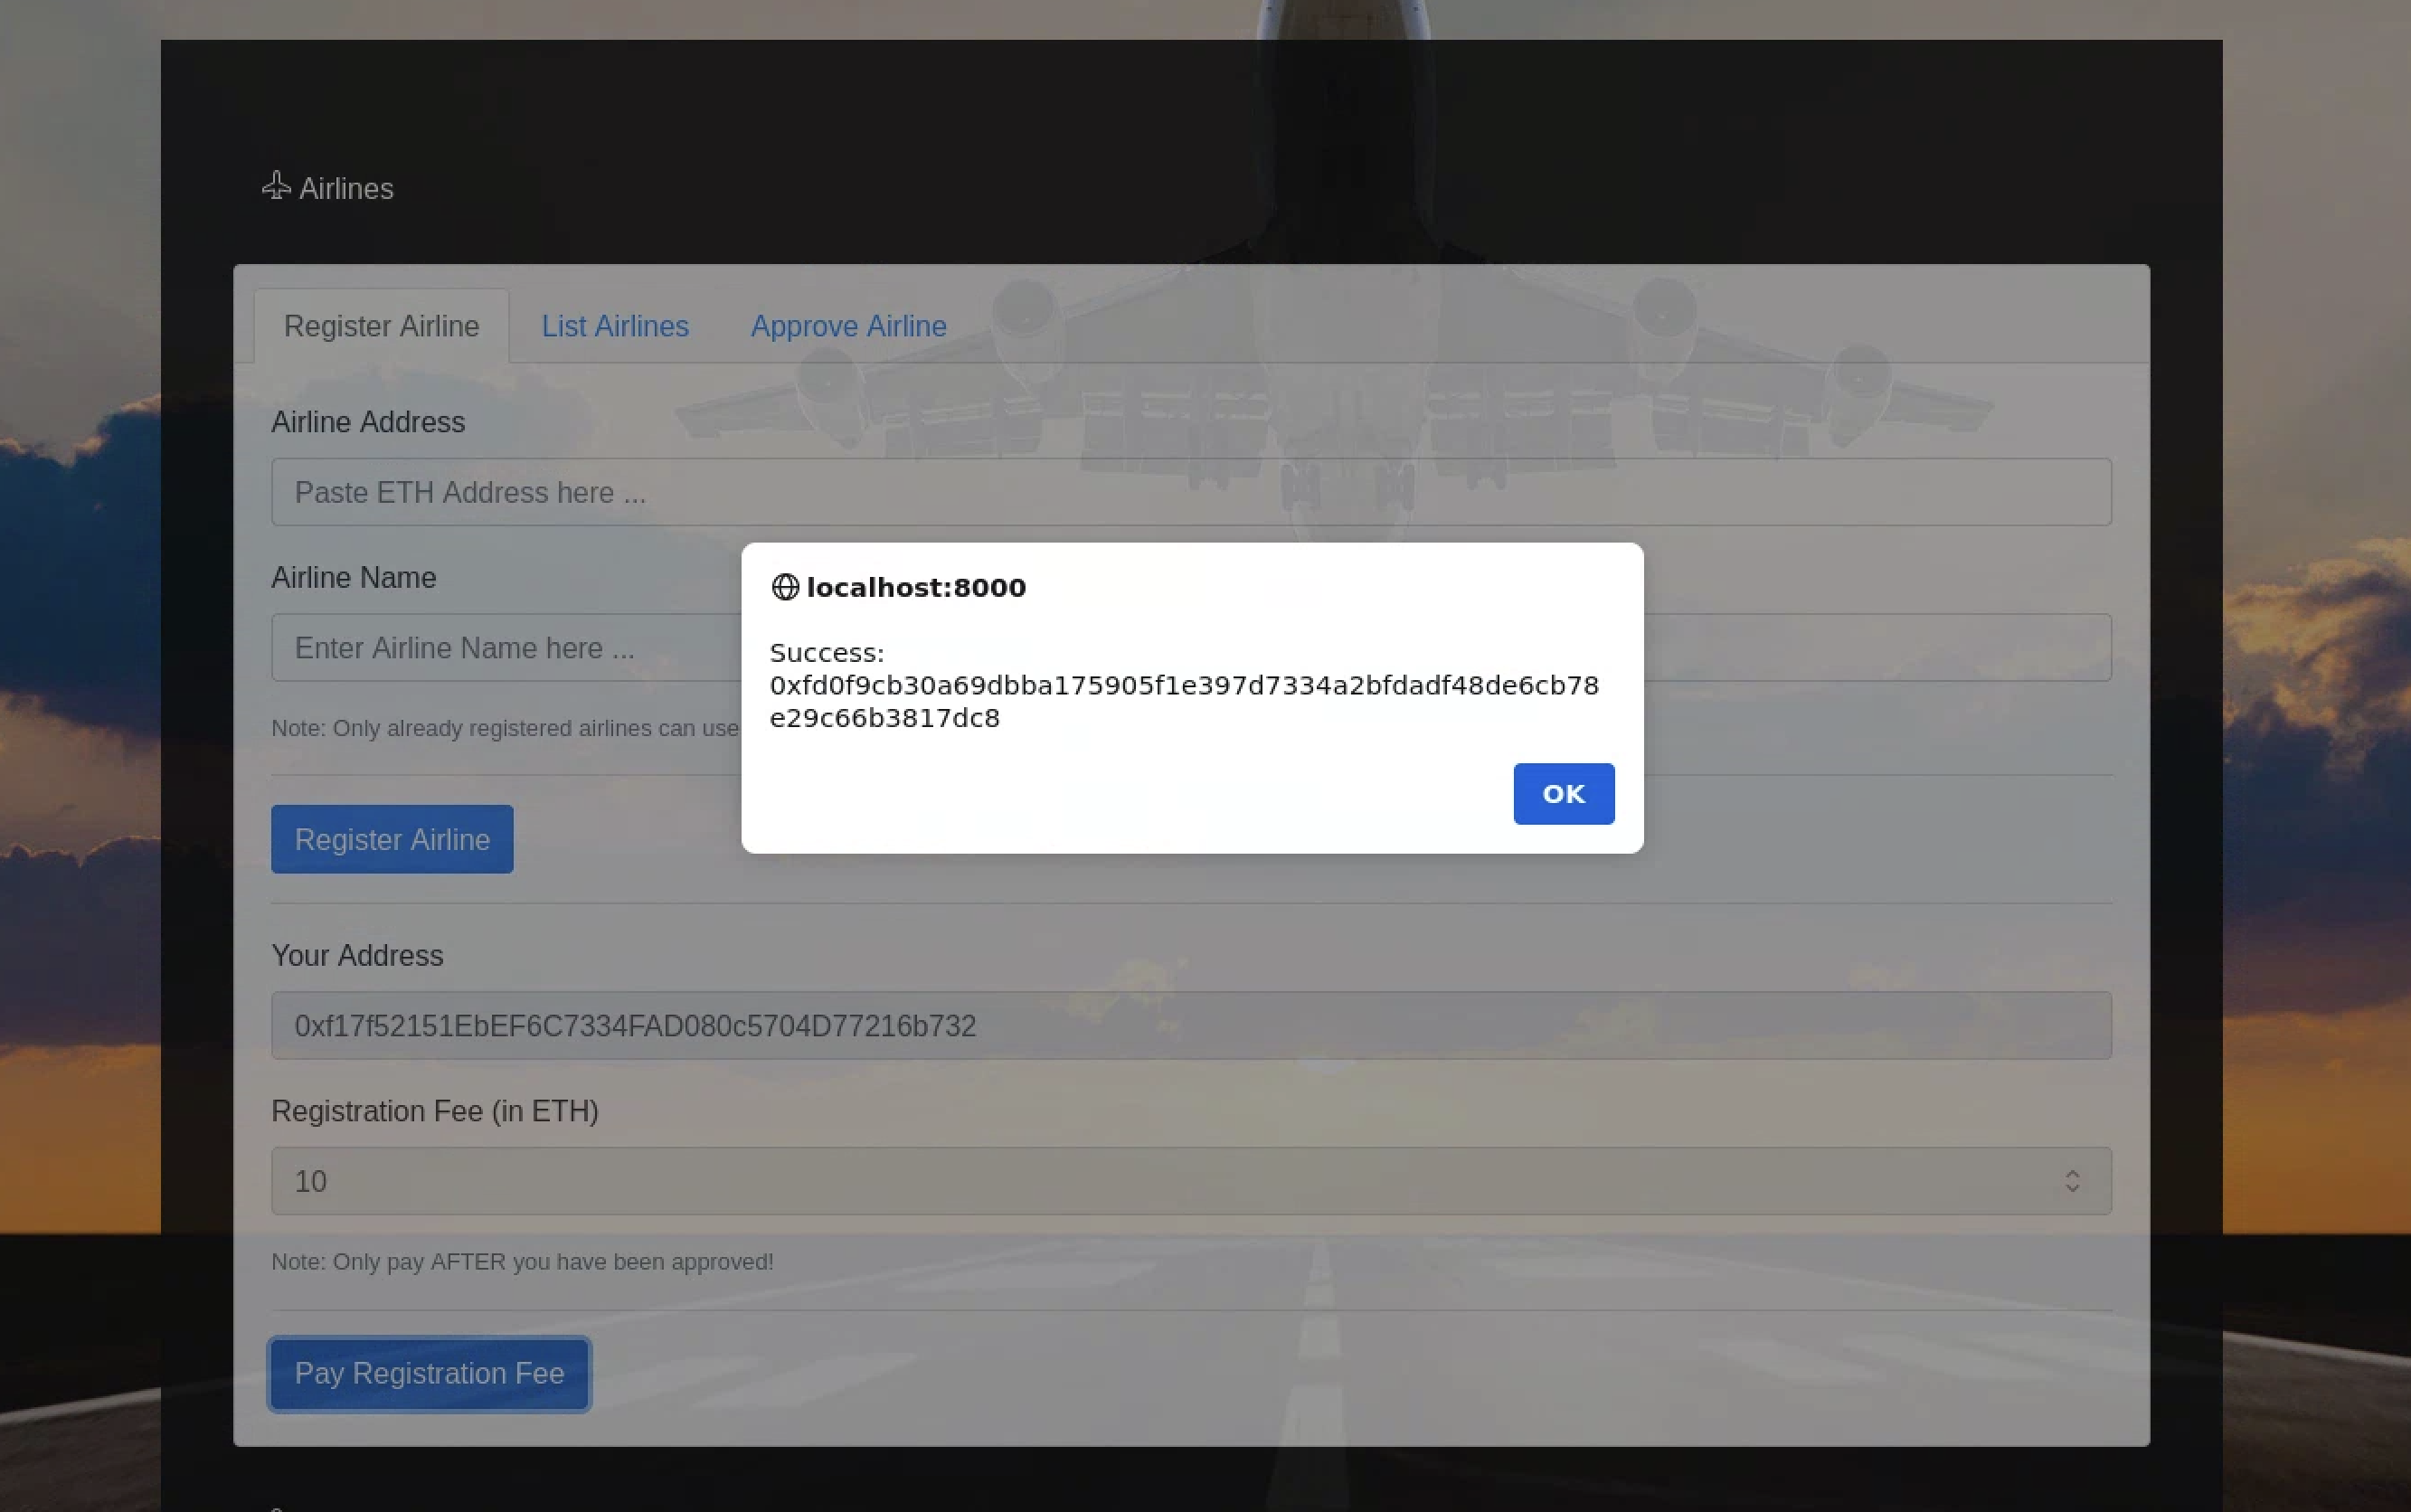 Airlines
Register Airline List Airlines Approve Airline
Airline Address
Paste ETH Address here ...
Airline Name
Enter Airline Name here ...
Note: Only already registered airlines can use
localhost:8000
Success:
0xfd0f9cb30a69dbba175905f1e397d7334a2bfdadf48de6cb78
e29c66b3817dc8
OK
Register Airline
Your Address
0xf17f52151EbEF6C7334FAD080c5704D77216b732
Registration Fee (in ETH)
10
Note: Only pay AFTER you have been approved!
Pay Registration Fee